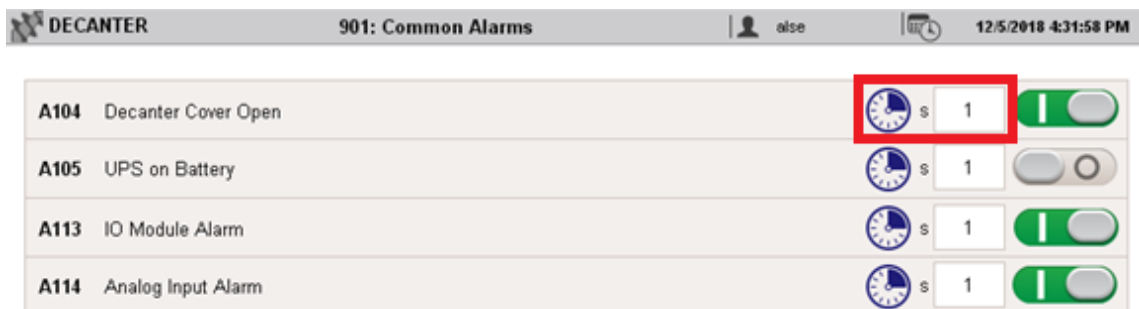 DECANTER 901: Common Alarms alse 12/5/2018 4:31:58 PM
A104 Decanter Cover Open s 1
A105 UPS on Battery s 1
A113 IO Module Alarm s 1
A114 Analog Input Alarm s 1